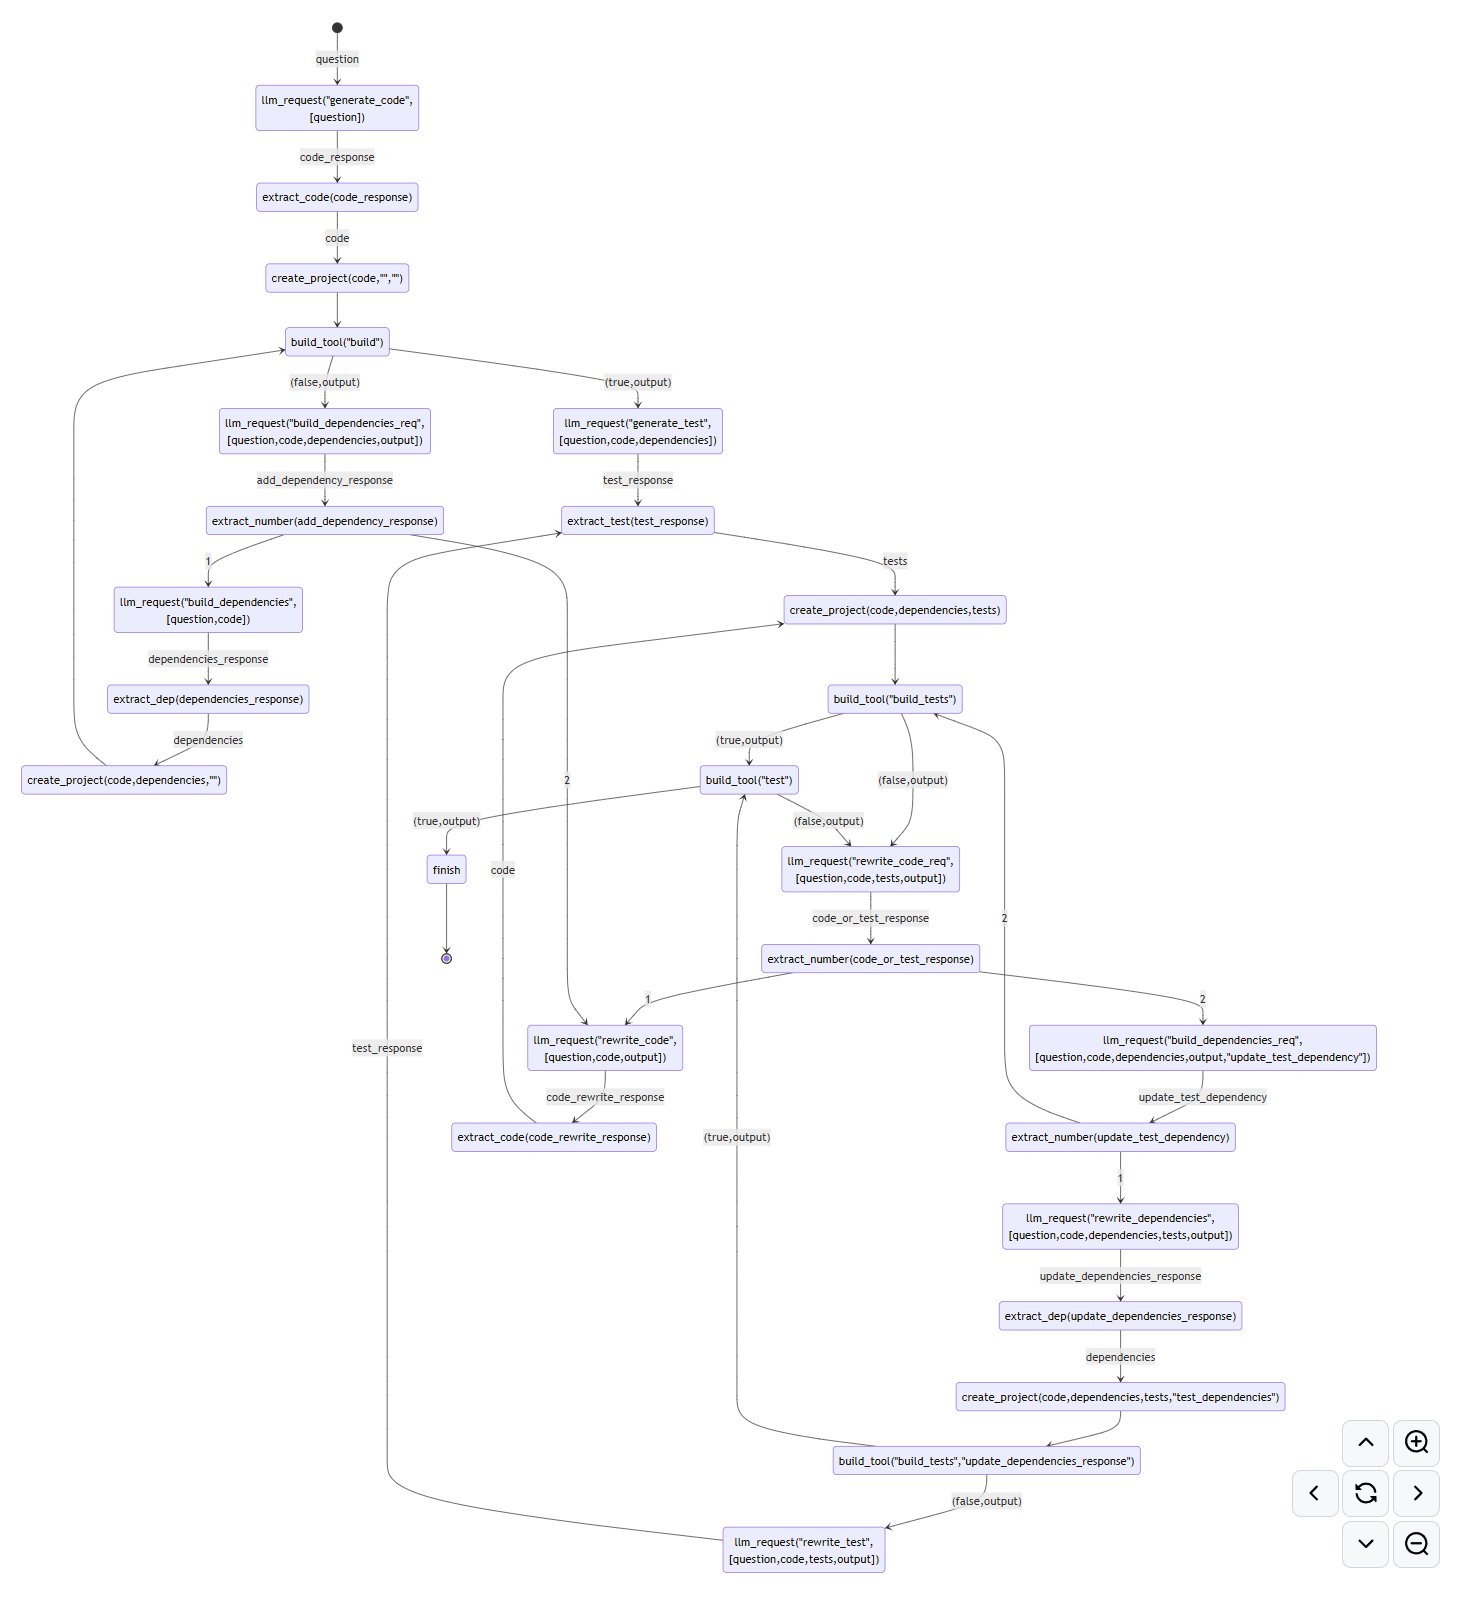 question
llm_request("generate_code",
[question])
code_response
extract_code(code_response)
code
create_project(code,"","")
build_tool("build")
(false,output)
(true,output)
llm_request("build_dependencies_req",
[question,code,dependencies,output])
llm_request("generate_test",
[question,code,dependencies])
add_dependency_response
test_response
extract_number(add_dependency_response)
extract_test(test_response)
1
tests
llm_request("build_dependencies",
[question,code])
create_project(code,dependencies,tests)
dependencies_response
extract_dep(dependencies_response)
build_tool("build_tests")
dependencies
(true,output)
create_project(code,dependencies,"")
2
build_tool("test")
(false,output)
(true,output)
(false,output)
finish
code
llm_request("rewrite_code_req",
[question,code,tests,output])
code_or_test_response
2
extract_number(code_or_test_response)
1
2
test_response
llm_request("rewrite_code",
[question,code,output])
llm_request("build_dependencies_req",
[question,code,dependencies,output,"update_test_dependency"])
code_rewrite_response
update_test_dependency
extract_code(code_rewrite_response)
(true,output)
extract_number(update_test_dependency)
1
llm_request("rewrite_dependencies",
[question,code,dependencies,tests,output])
update_dependencies_response
extract_dep(update_dependencies_response)
dependencies
create_project(code,dependencies,tests,"test_dependencies")
build_tool("build_tests","update_dependencies_response")
(false,output)
llm_request("rewrite_test",
[question,code,tests,output])